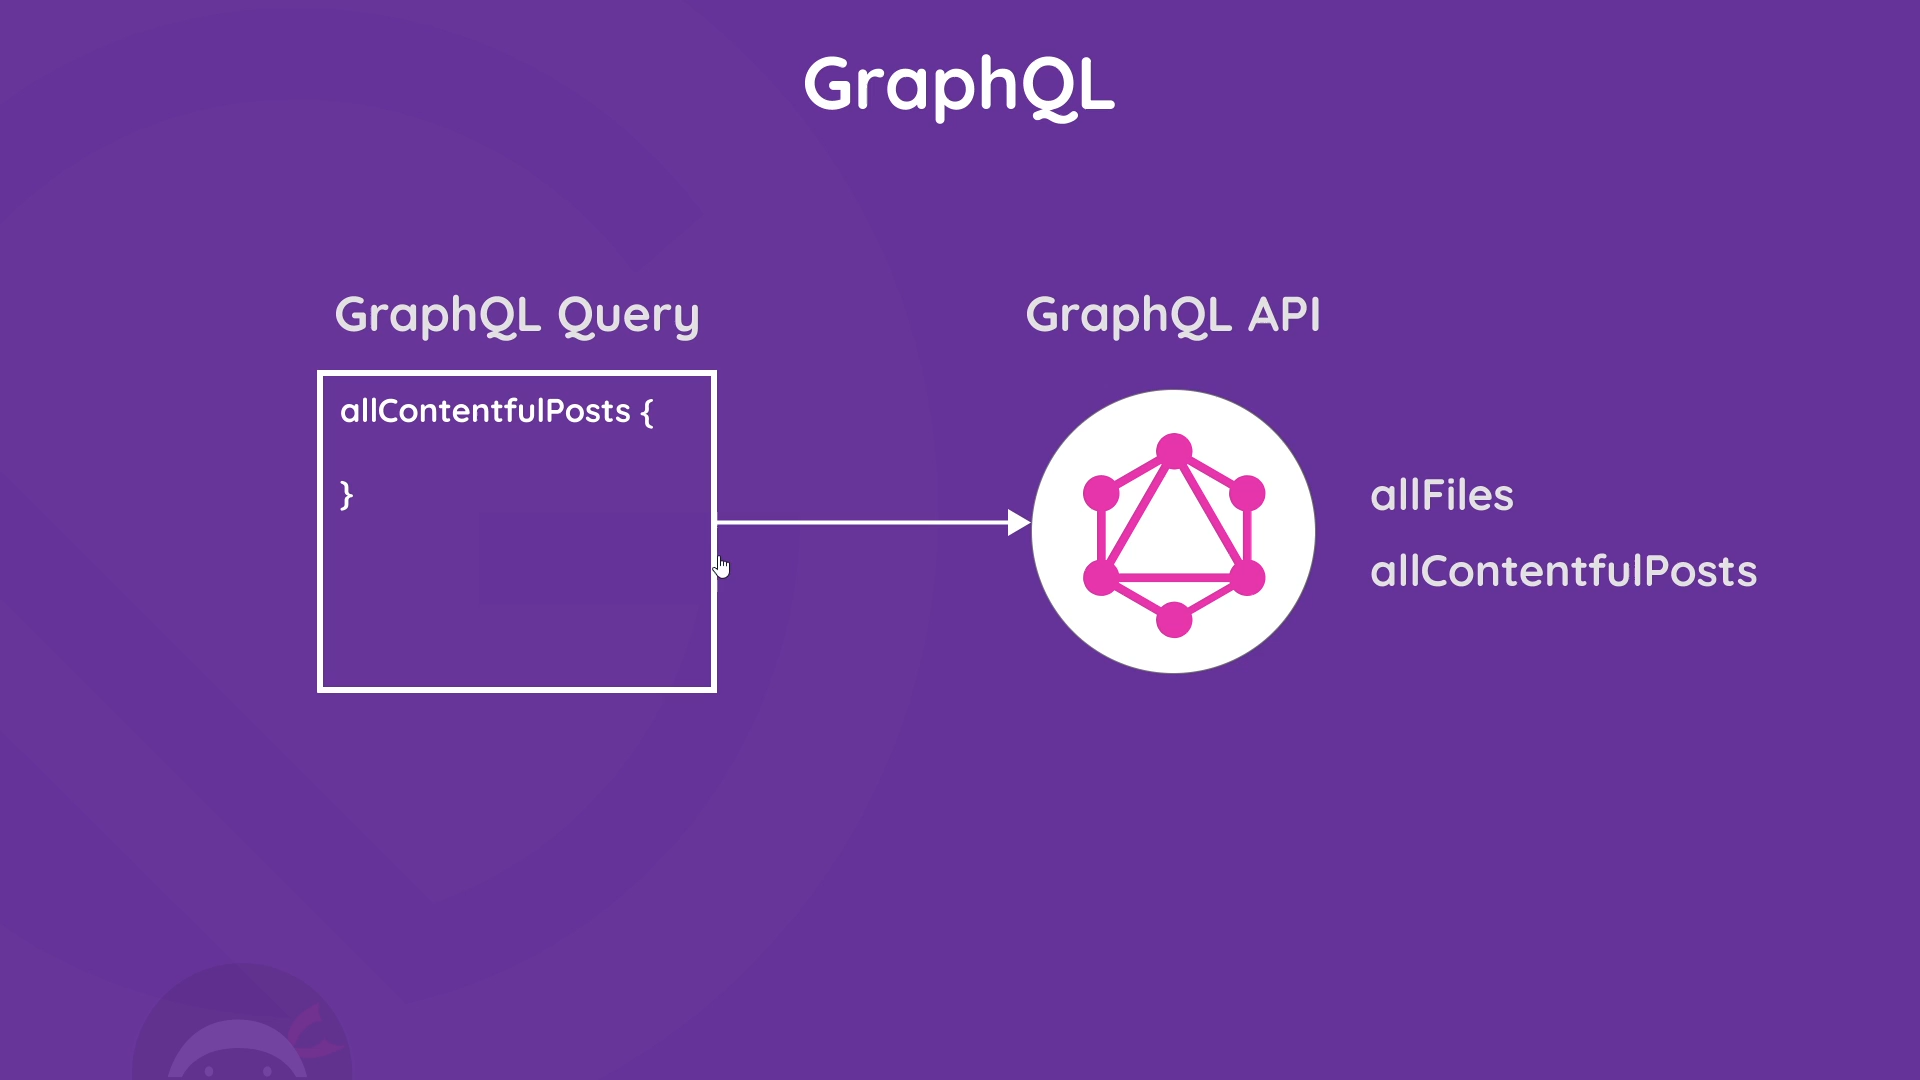 GraphQL
GraphQL Query
allContentfulPosts {
}
GraphQL API
allFiles
allContentfulPosts